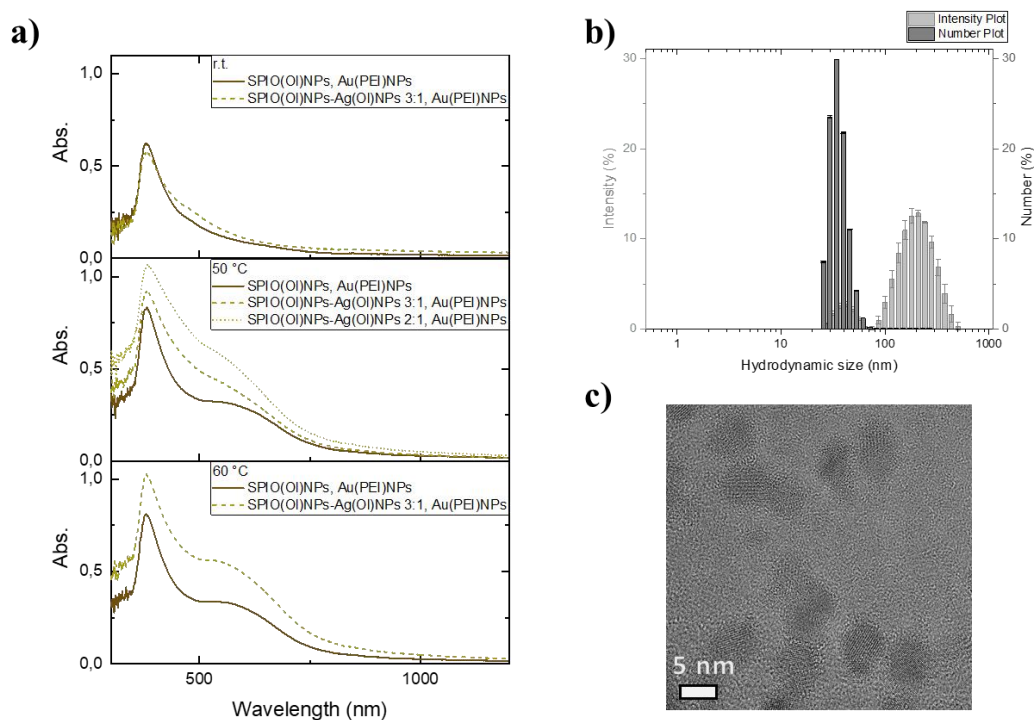 a)
r.t.
SPIO(Ol)NPs, Au(PEI)NPs
SPIO(Ol)NPs-Ag(Ol)NPs 3:1, Au(PEI)NPs
1,0
0,5
0,0
Abs.
50 °C
SPIO(Ol)NPs, Au(PEI)NPs
SPIO(Ol)NPs-Ag(Ol)NPs 3:1, Au(PEI)NPs
SPIO(Ol)NPs-Ag(Ol)NPs 2:1, Au(PEI)NPs
1,0
0,5
0,0
Abs.
60 °C
SPIO(Ol)NPs, Au(PEI)NPs
SPIO(Ol)NPs-Ag(Ol)NPs 3:1, Au(PEI)NPs
1,0
0,5
0,0
Abs.
500 1000
Wavelength (nm)
b)
Intensity Plot
Number Plot
30 30
20 20
10 10
0 0
Intensity (%)
Number (%)
1 10 100 1000
Hydrodynamic size (nm)
c)
5 nm